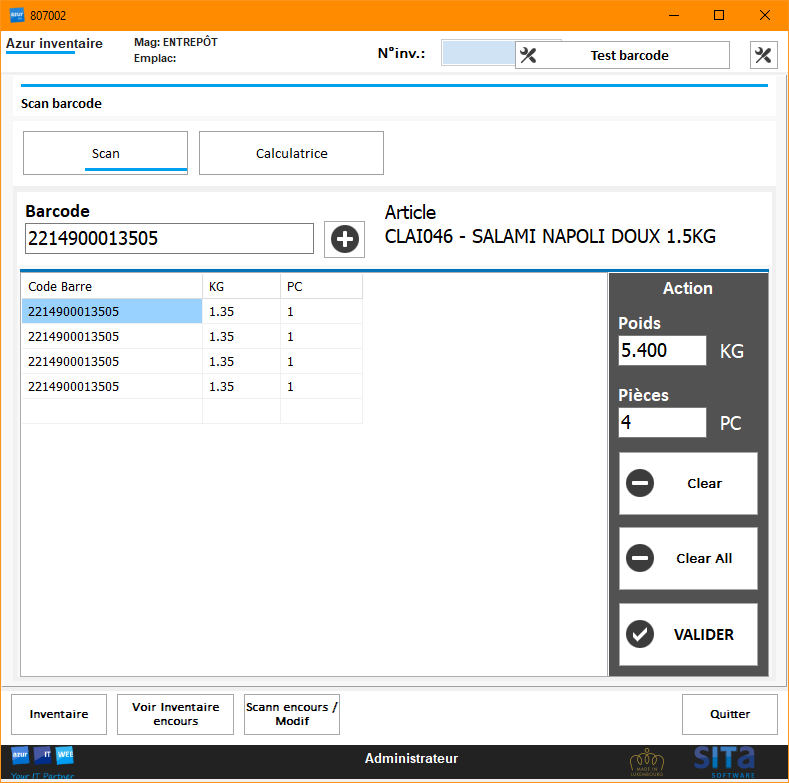 807002
Azur inventaire
Mag: ENTREPÔT
Emplac:
N°inv.:
Test barcode
Scan barcode
Scan
Calculatrice
Barcode
2214900013505
Article
CLAI046 - SALAMI NAPOLI DOUX 1.5KG
Code Barre KG PC
2214900013505 1.35 1
2214900013505 1.35 1
2214900013505 1.35 1
2214900013505 1.35 1
Action
Poids
5.400 KG
Pièces
4 PC
Clear
Clear All
VALIDER
Inventaire
Voir Inventaire
encours
Scann encours /
Modif
Quitter
azur IT WEB
Your IT Partner
Administrateur
MADE IN
LUXEMBOURG
SITA
SOFTWARE